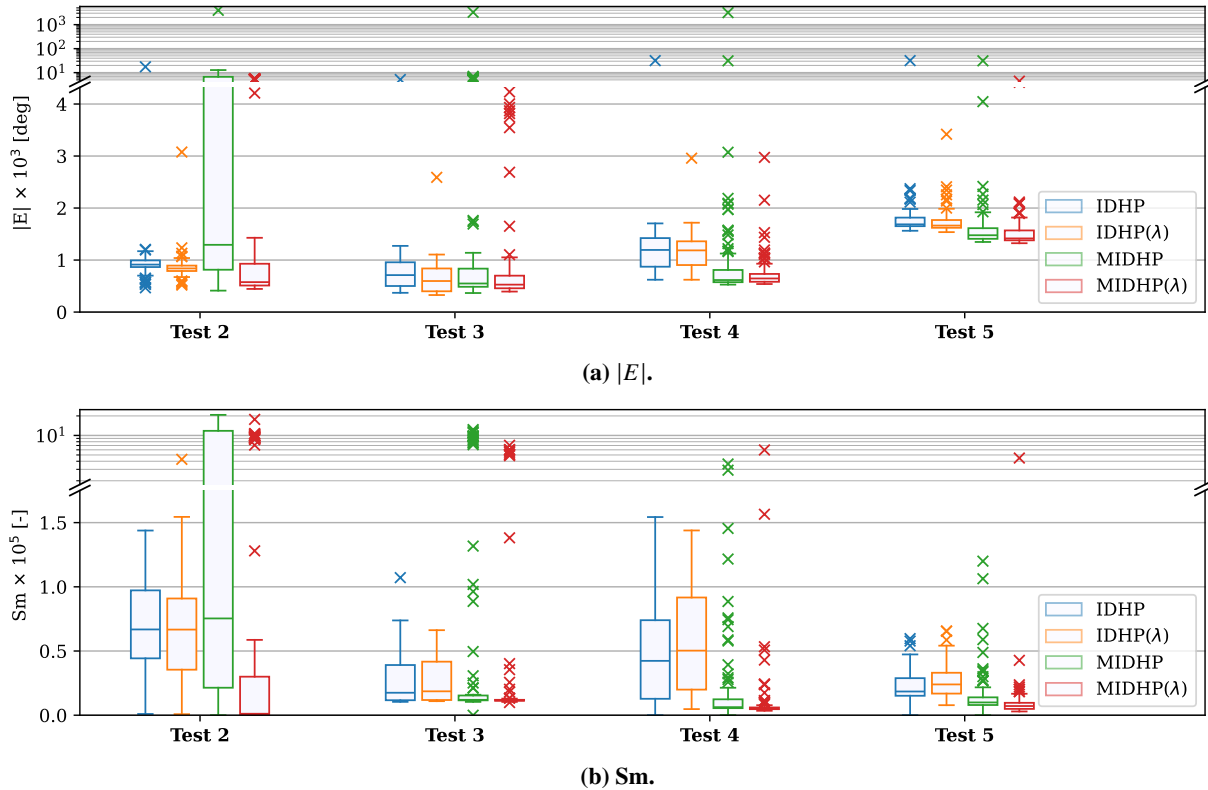 10³
10²
10¹
4
3
2
1
0
|E| × 10³ [deg]
IDHP
IDHP(λ)
MIDHP
MIDHP(λ)
Test 2 Test 3 Test 4 Test 5
(a) |E|.
10¹
1.5
1.0
0.5
0.0
Sm × 10⁵ [-]
IDHP
IDHP(λ)
MIDHP
MIDHP(λ)
Test 2 Test 3 Test 4 Test 5
(b) Sm.